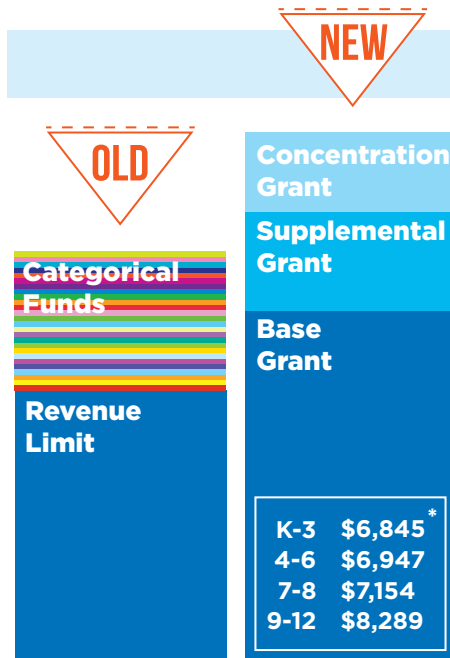 NEW
OLD
Concentration
Grant
Supplemental
Grant
Categorical
Funds
Base
Grant
Revenue
Limit
K-3 $6,845*
4-6 $6,947
7-8 $7,154
9-12 $8,289